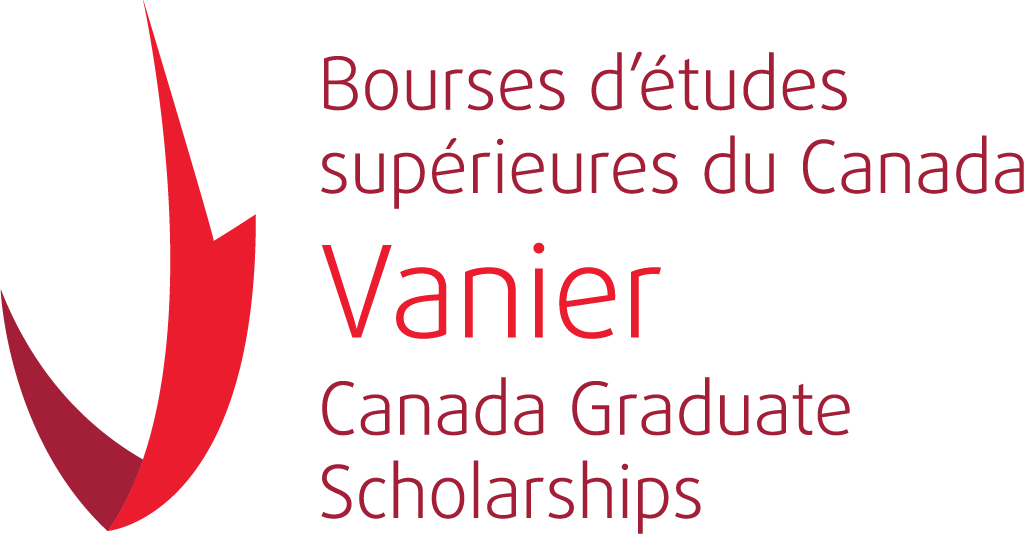 Bourses d’études
supérieures du Canada
Vanier
Canada Graduate
Scholarships